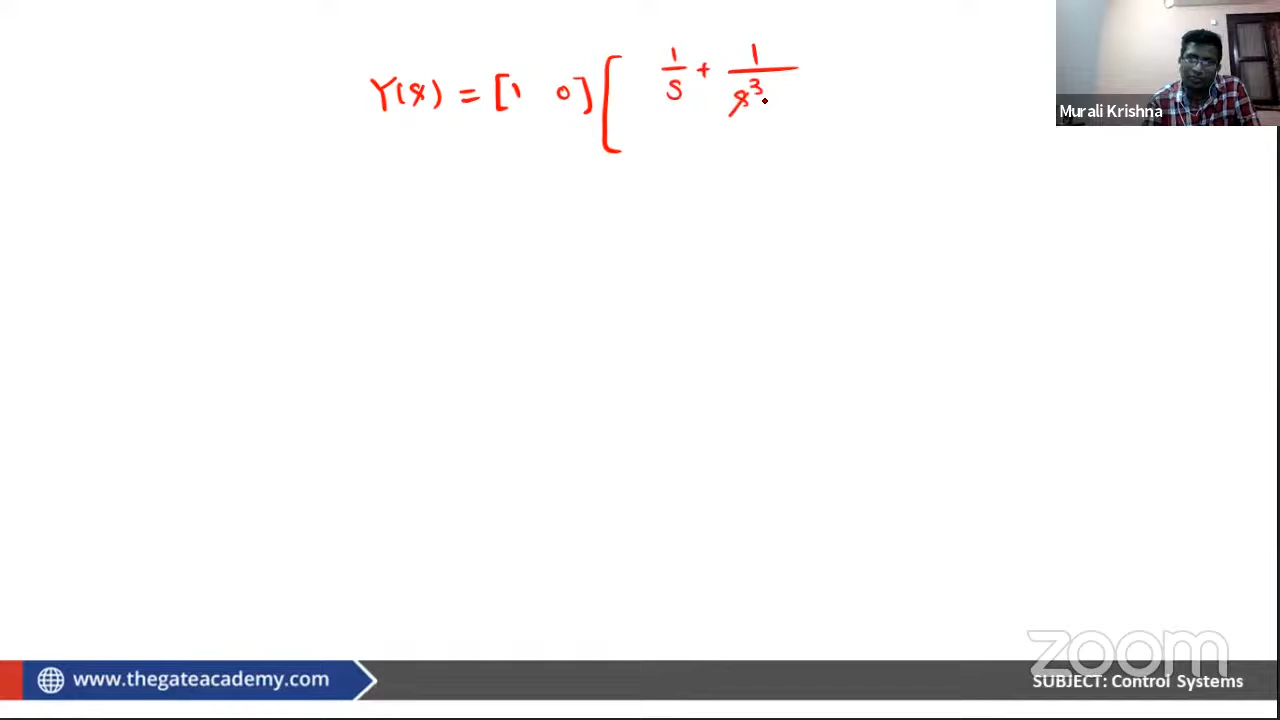 Y(s) = [1 0] [ 1/s + 1/s³
Murali Krishna
zoom
www.thegateacademy.com
SUBJECT: Control Systems